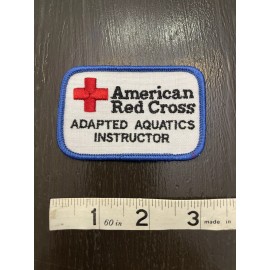 American
Red Cross
ADAPTED AQUATICS
INSTRUCTOR
1 60 in 2 3 made in